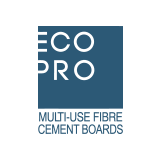 ECO
PRO
MULTI-USE FIBRE
CEMENT BOARDS